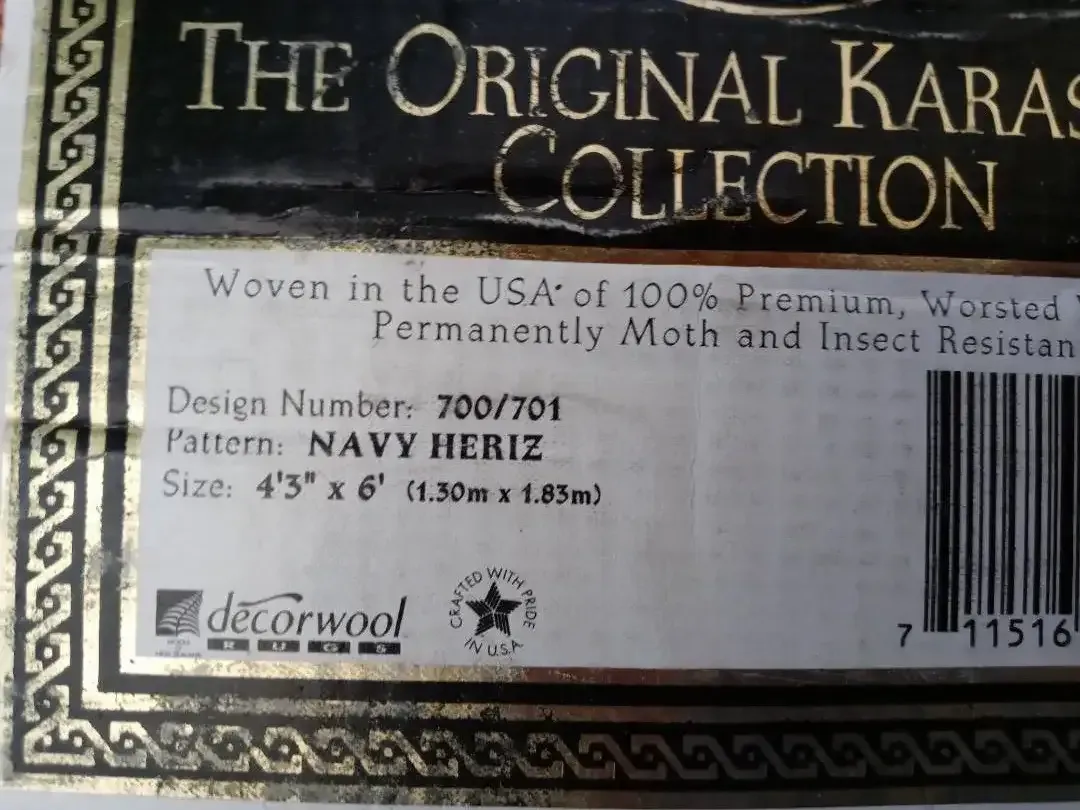 THE ORIGINAL KARAS
COLLECTION
Woven in the USA* of 100% Premium, Worsted
Permanently Moth and Insect Resistan
Design Number: 700/701
Pattern: NAVY HERIZ
Size: 4'3" x 6' (1.30m x 1.83m)
décorwool
RUGS
CRAFTED WITH PRIDE
IN U.S.A
7 11516